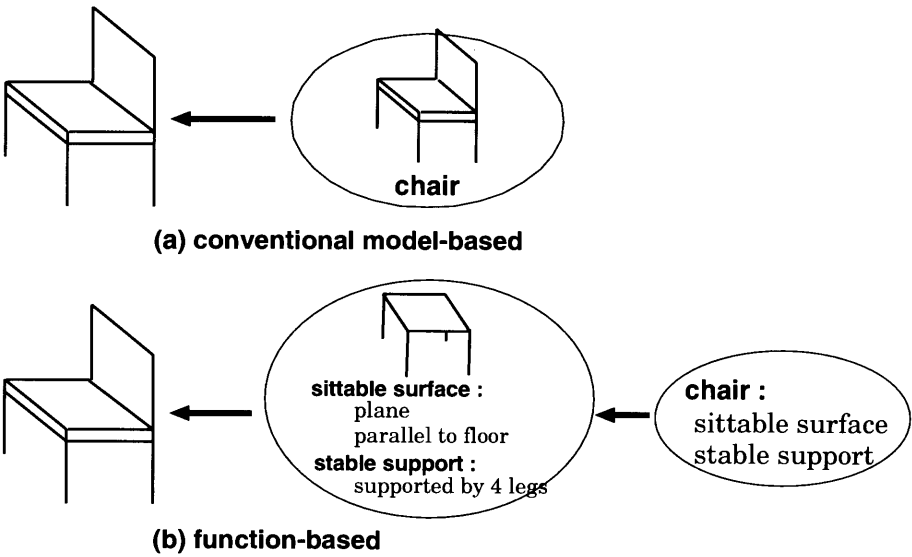 chair
(a) conventional model-based
sittable surface :
plane
parallel to floor
stable support :
supported by 4 legs
chair :
sittable surface
stable support
(b) function-based